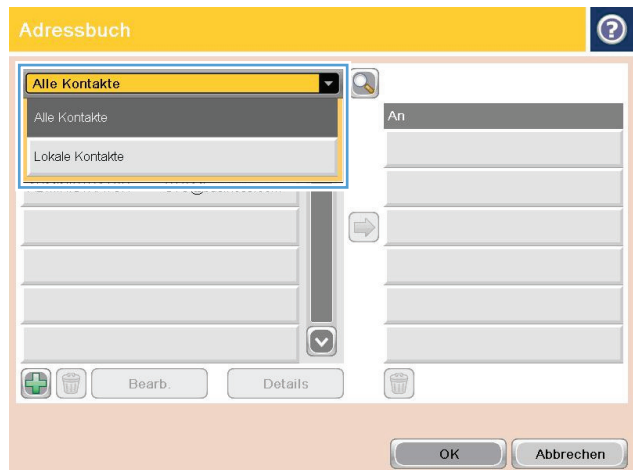 Adressbuch
Alle Kontakte
Alle Kontakte
Lokale Kontakte
An
Bearb.
Details
OK
Abbrechen